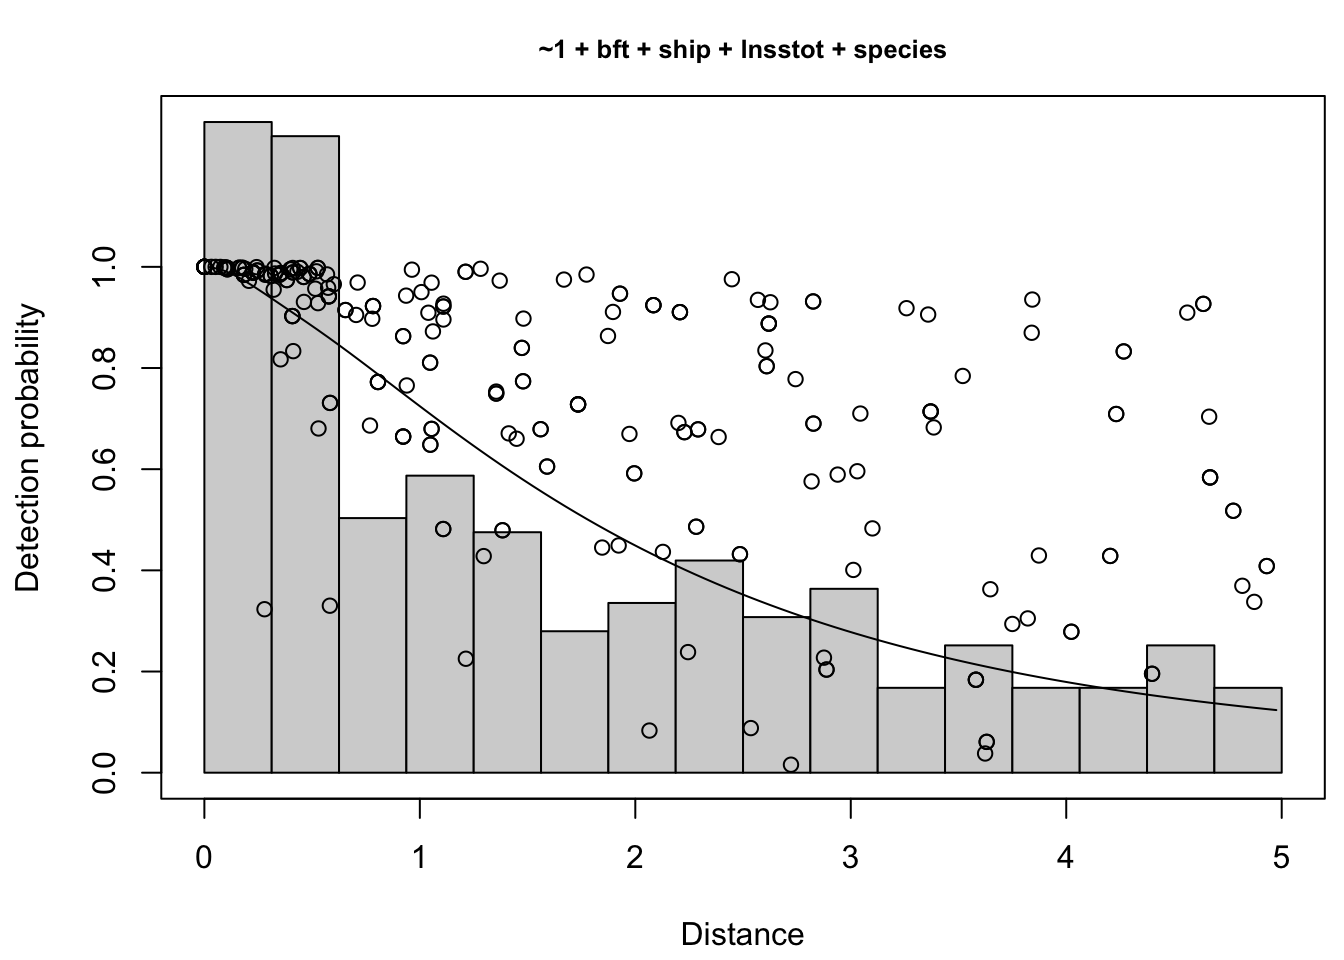 ~1 + bft + ship + lnsstot + species
Detection probability
1.0
0.8
0.6
0.4
0.2
0.0
0 1 2 3 4 5
Distance